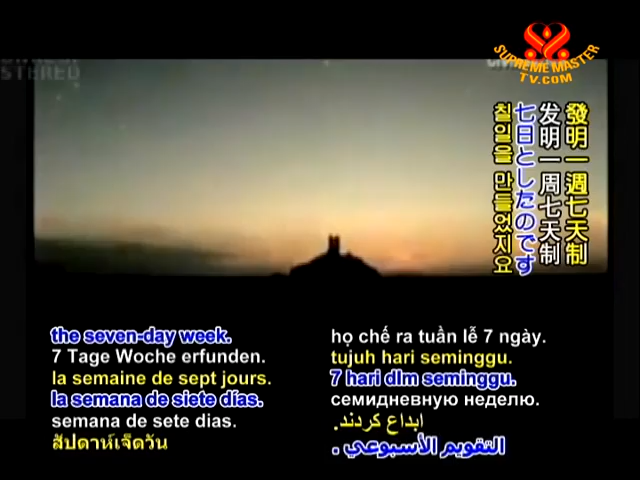 SUPREME MASTER
TV.COM
STERED
發明一週七天制
发明一周七天制
七日としたのです
칠일을 만들었지요
the seven-day week.
7 Tage Woche erfunden.
la semaine de sept jours.
la semana de siete días.
semana de sete dias.
สัปดาห์เจ็ดวัน
họ chế ra tuần lễ 7 ngày.
tujuh hari seminggu.
7 hari dlm seminggu.
семидневную неделю.
ابداع کردند.
التقويم الأسبوعي .